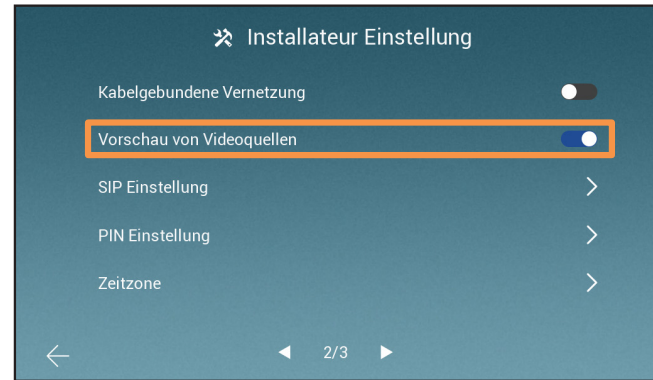 Installateur Einstellung
Kabelgebundene Vernetzung
Vorschau von Videoquellen
SIP Einstellung
PIN Einstellung
Zeitzone
2/3